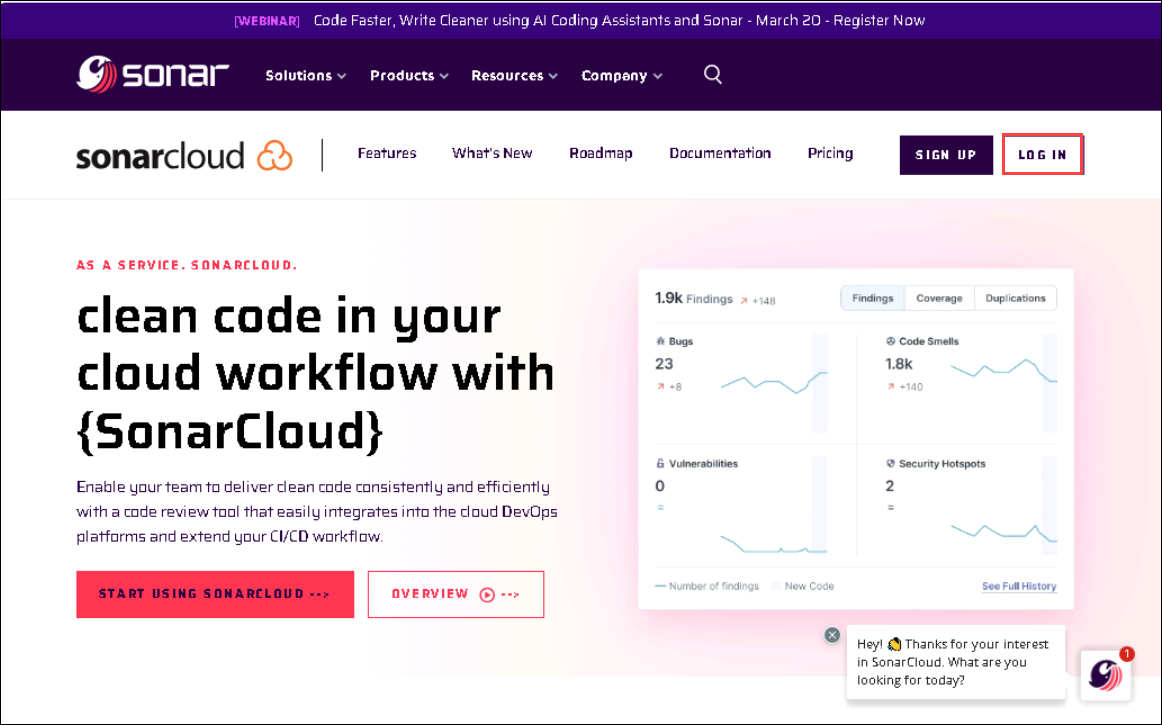 [WEBINAR] Code Faster, Write Cleaner using AI Coding Assistants and Sonar - March 20 - Register Now
sonar Solutions Products Resources Company
sonarcloud Features What's New Roadmap Documentation Pricing SIGN UP LOG IN
AS A SERVICE. SONARCLOUD.
clean code in your
cloud workflow with
{SonarCloud}
Enable your team to deliver clean code consistently and efficiently
with a code review tool that easily integrates into the cloud DevOps
platforms and extend your CI/CD workflow.
START USING SONARCLOUD --> OVERVIEW -->
1.9k Findings +148 Findings Coverage Duplications
Bugs
23
+8
Code Smells
1.8k
+140
Vulnerabilities
0
=
Security Hotspots
2
=
Number of findings New Code See Full History
Hey! 👋 Thanks for your interest
in SonarCloud. What are you
looking for today?
1